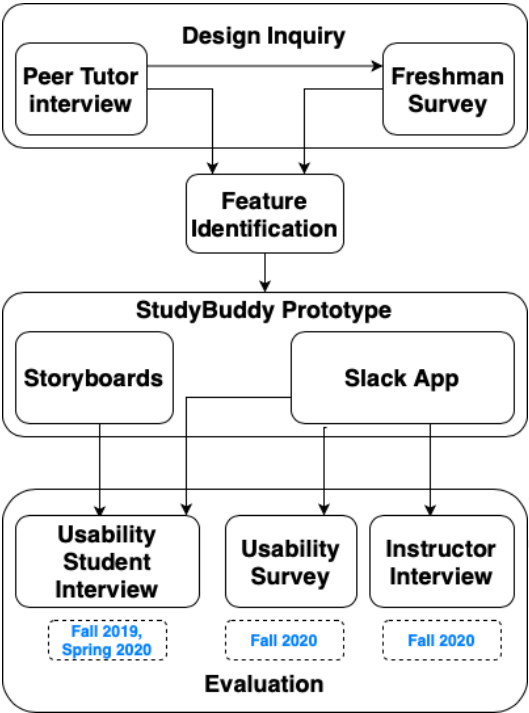 Design Inquiry
Peer Tutor
interview
Freshman
Survey
Feature
Identification
StudyBuddy Prototype
Storyboards
Slack App
Usability
Student
Interview
Usability
Survey
Instructor
Interview
Fall 2019,
Spring 2020
Fall 2020
Fall 2020
Evaluation